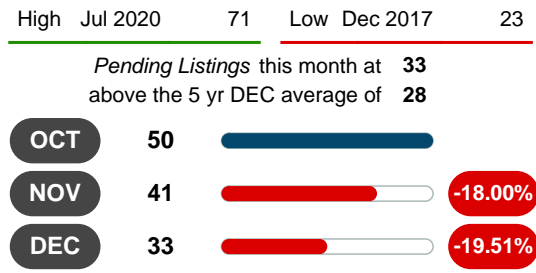 High Jul 2020 71 Low Dec 2017 23
Pending Listings this month at 33
above the 5 yr DEC average of 28
OCT 50
NOV 41 -18.00%
DEC 33 -19.51%